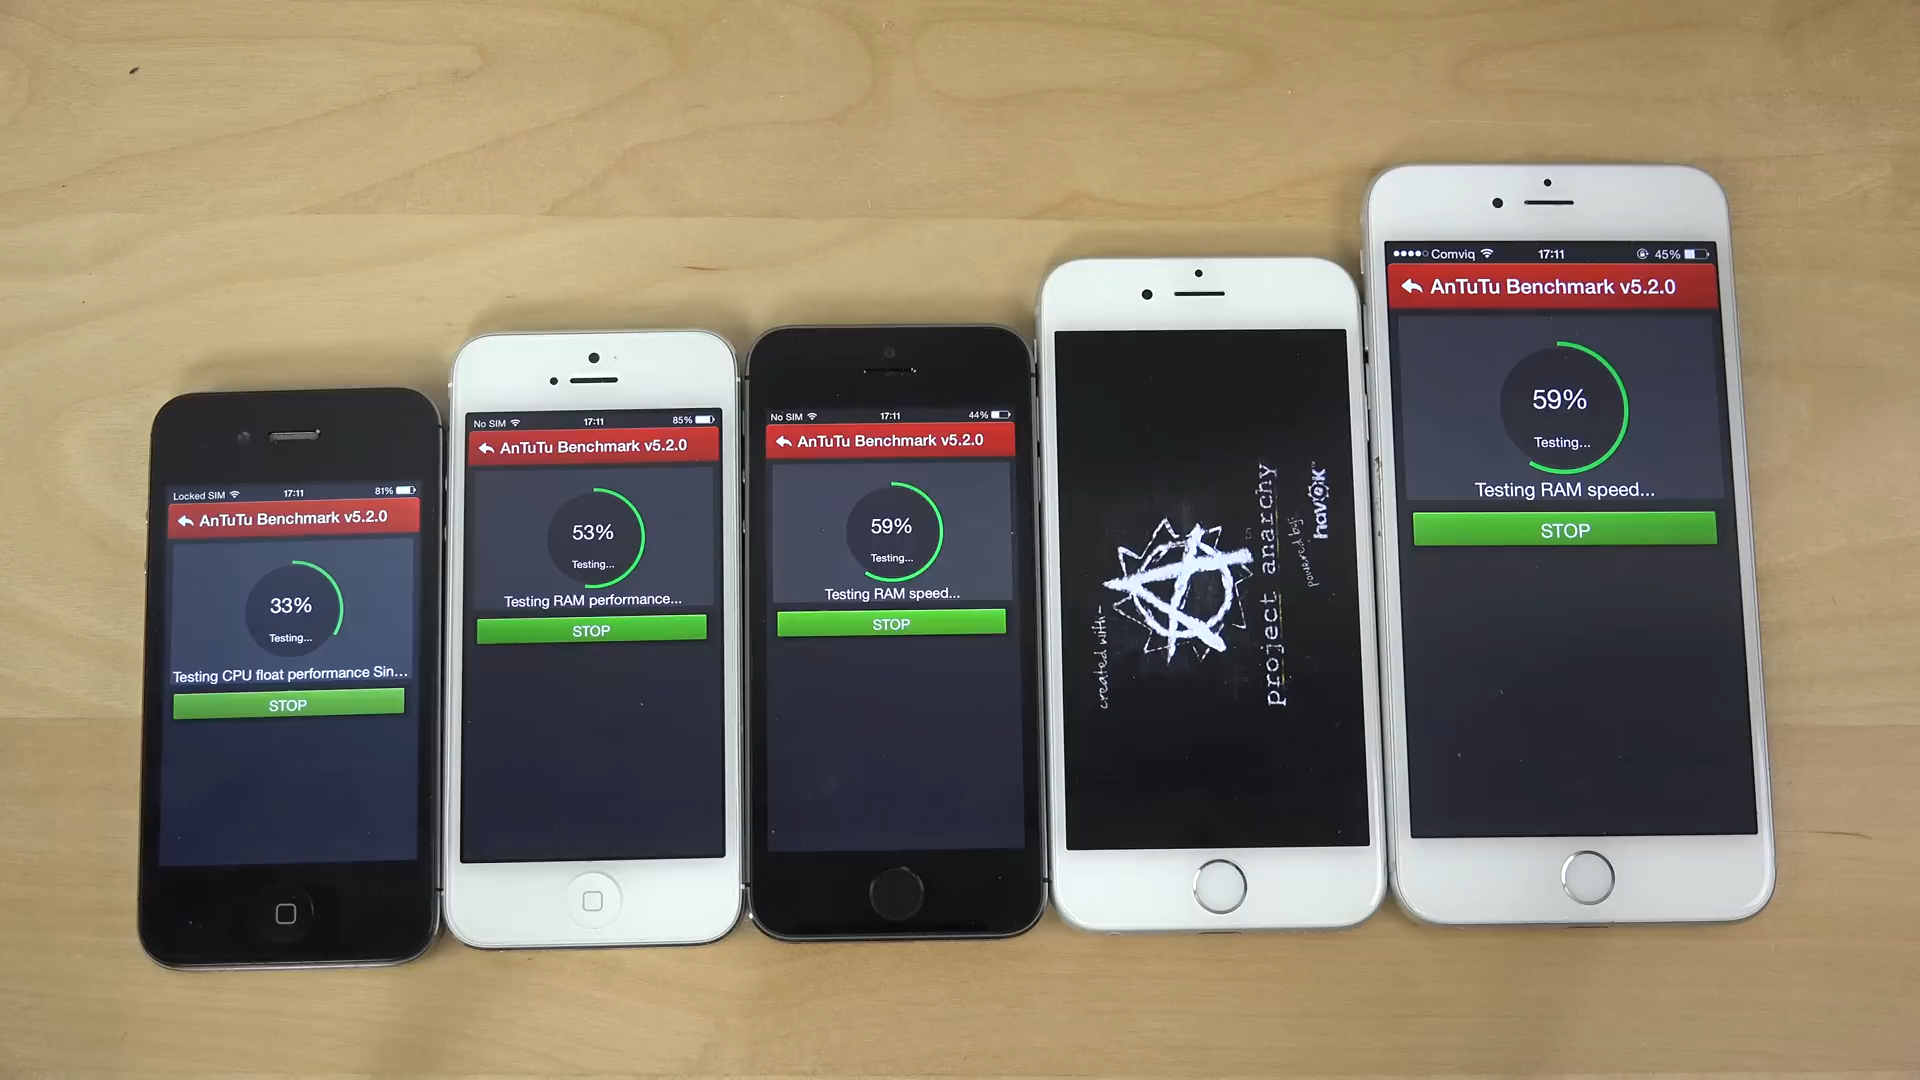 Locked SIM 17:11 81%
AnTuTu Benchmark v5.2.0
33%
Testing...
Testing CPU float performance Sin...
STOP
No SIM 17:11 85%
AnTuTu Benchmark v5.2.0
53%
Testing...
Testing RAM performance...
STOP
No SIM 17:11 44%
AnTuTu Benchmark v5.2.0
59%
Testing...
Testing RAM speed...
STOP
created with-
project anarchy
powered by:
havok™
Comviq 17:11 45%
AnTuTu Benchmark v5.2.0
59%
Testing...
Testing RAM speed...
STOP